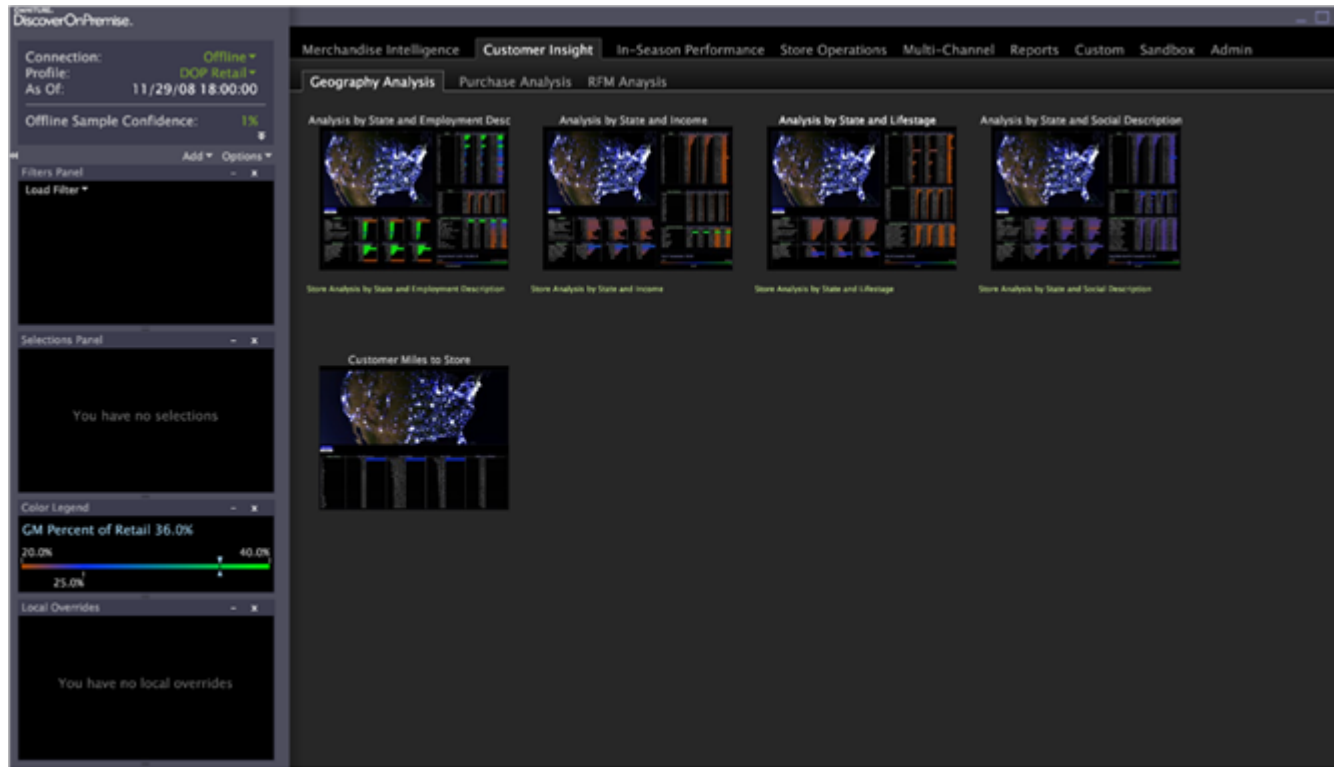 OMNITURE
DiscoverOnPremise.
Connection: Offline
Profile: DOP Retail
As Of: 11/29/08 18:00:00
Offline Sample Confidence: 1%
Add Options
Filters Panel - x
Load Filter
Selections Panel - x
You have no selections
Color Legend - x
GM Percent of Retail 36.0%
20.0% 40.0%
25.0%
Local Overrides - x
You have no local overrides
Merchandise Intelligence Customer Insight In-Season Performance Store Operations Multi-Channel Reports Custom Sandbox Admin
Geography Analysis Purchase Analysis RFM Anaysis
Analysis by State and Employment Desc Analysis by State and Income Analysis by State and Lifestage Analysis by State and Social Description
Store Analysis by State and Employment Description Store Analysis by State and Income Store Analysis by State and Lifestage Store Analysis by State and Social Description
Customer Miles to Store